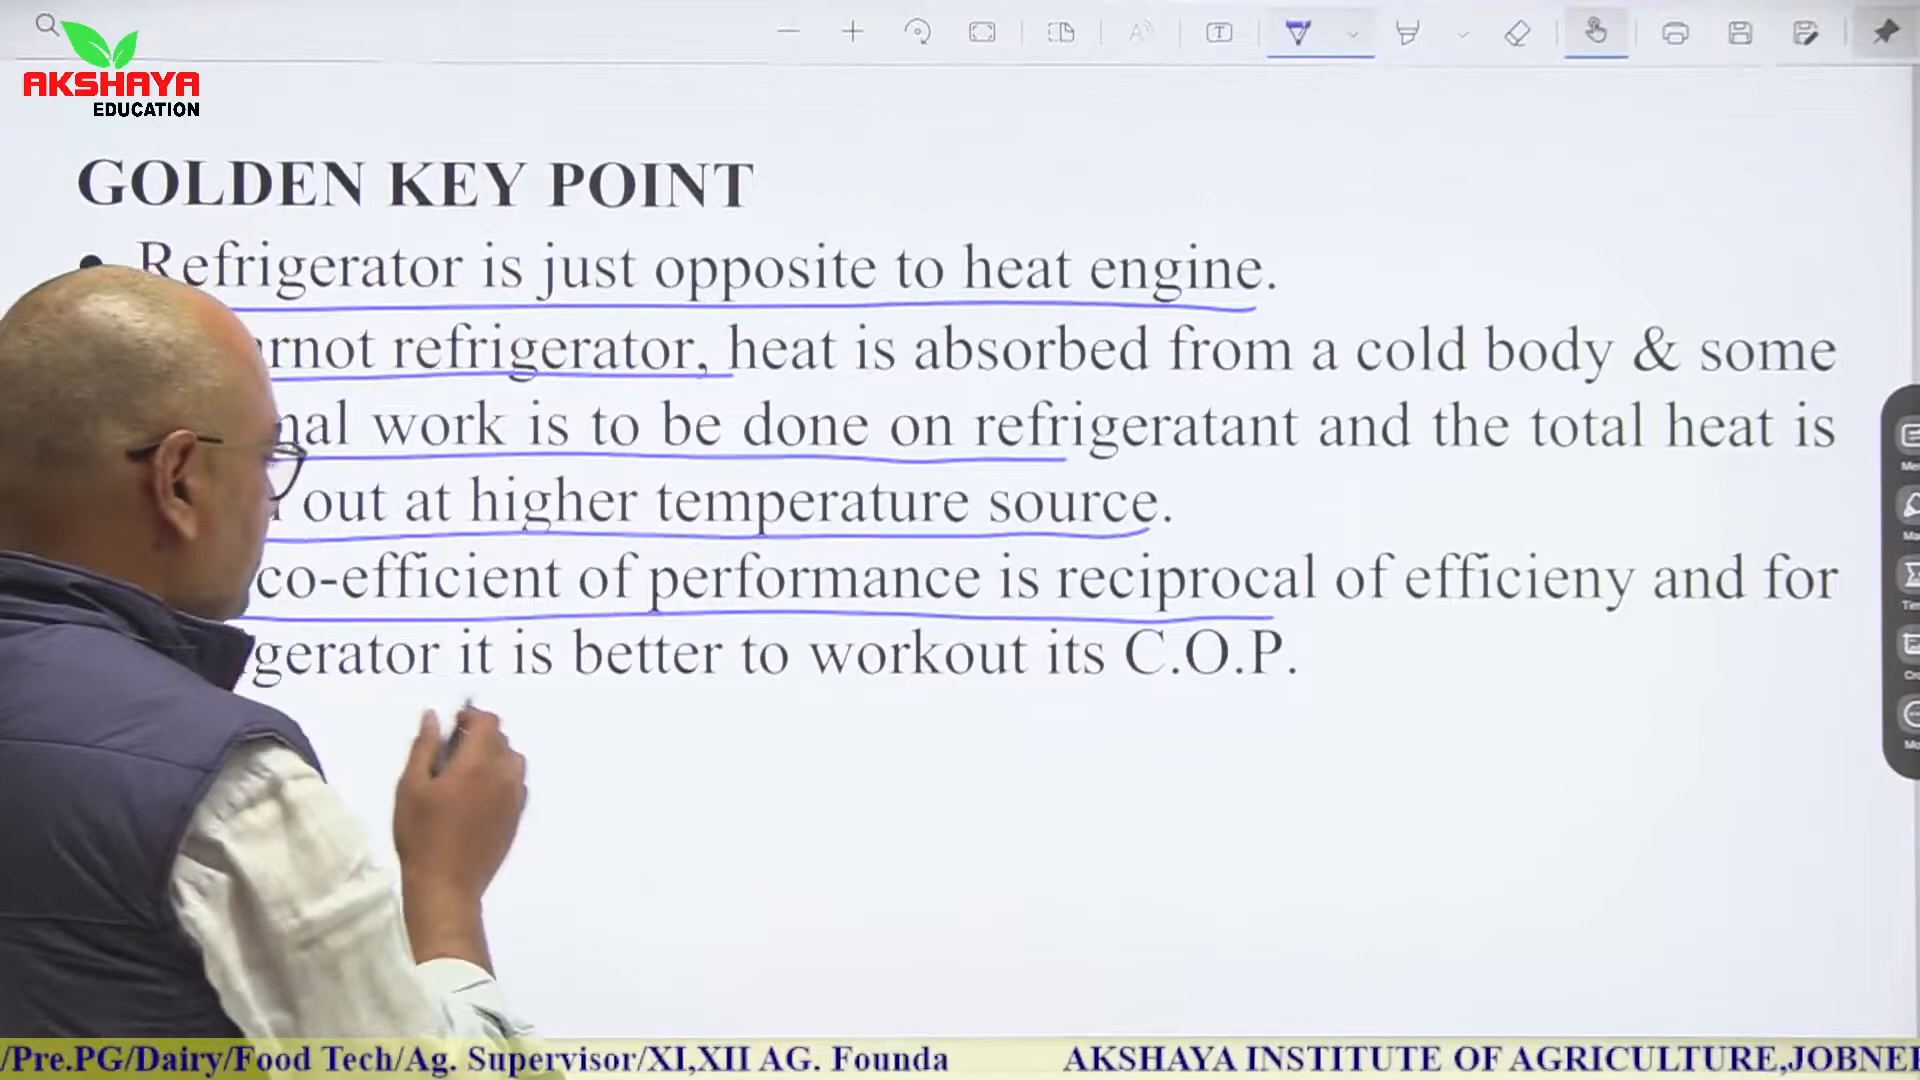 AKSHAYA
EDUCATION
GOLDEN KEY POINT
• Refrigerator is just opposite to heat engine.
refrigerator, heat is absorbed from a cold body & some
work is to be done on refrigeratant and the total heat is
out at higher temperature source.
co-efficient of performance is reciprocal of efficieny and for
it is better to workout its C.O.P.
/Pre.PG/Dairy/Food Tech/Ag. Supervisor/XI,XII AG. Founda AKSHAYA INSTITUTE OF AGRICULTURE,JOBNE